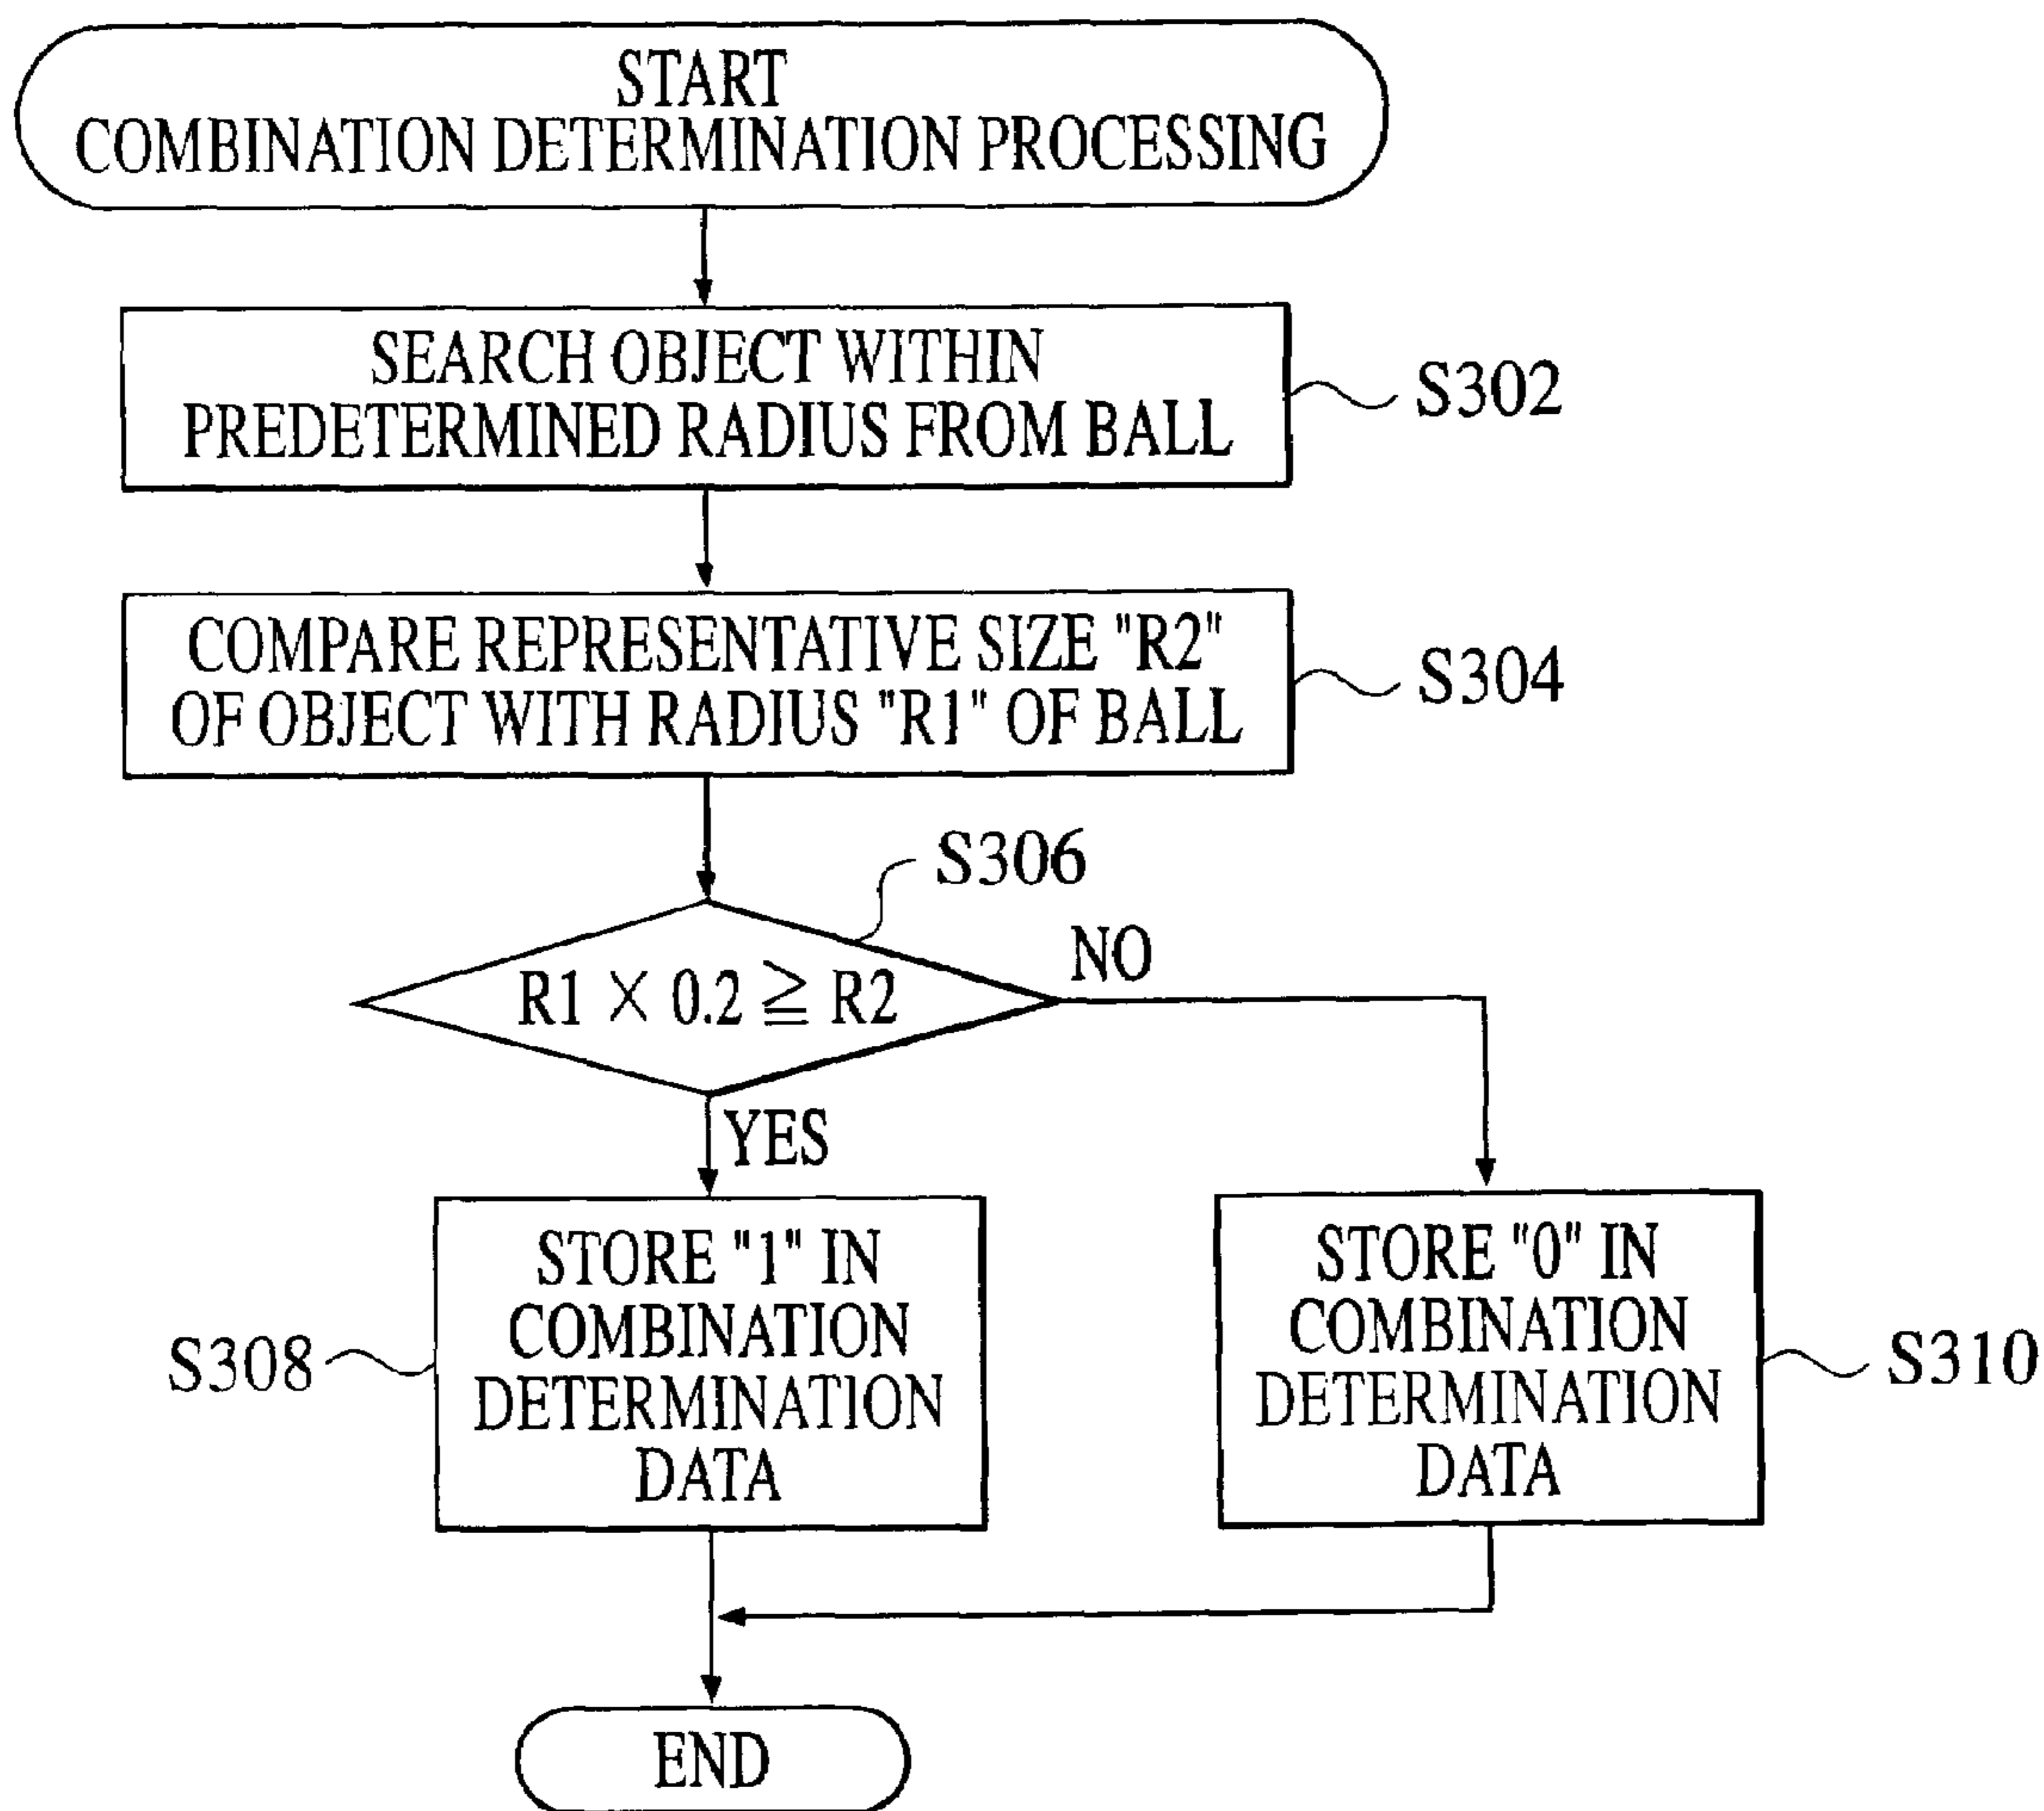 START
COMBINATION DETERMINATION PROCESSING
SEARCH OBJECT WITHIN
PREDETERMINED RADIUS FROM BALL
S302
COMPARE REPRESENTATIVE SIZE "R2"
OF OBJECT WITH RADIUS "R1" OF BALL
S304
S306
R1 × 0.2 ≧ R2
NO
YES
STORE "1" IN
COMBINATION
DETERMINATION
DATA
S308
STORE "0" IN
COMBINATION
DETERMINATION
DATA
S310
END